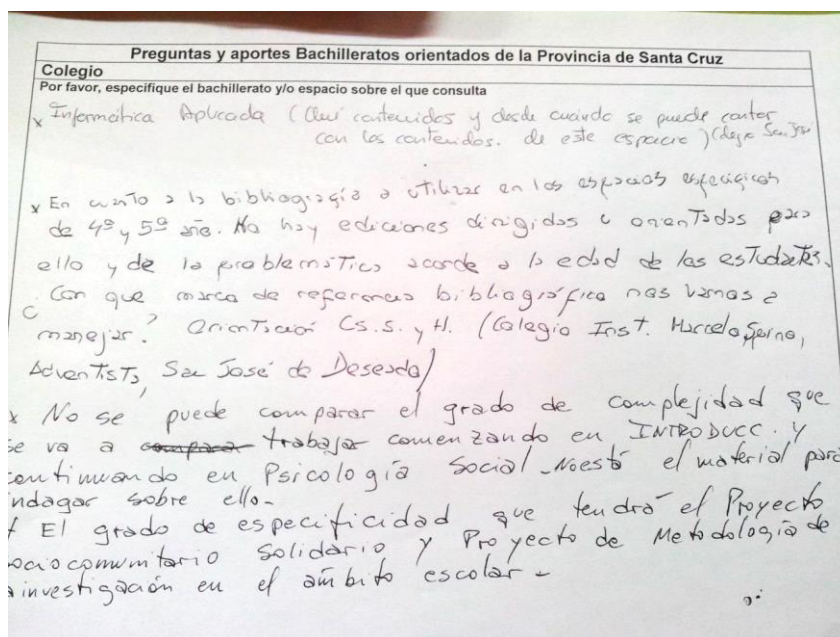 Preguntas y aportes Bachilleratos orientados de la Provincia de Santa Cruz
Colegio
Por favor, especifique el bachillerato y/o espacio sobre el que consulta
x Informática Aplicada (Qué contenidos y desde cuándo se puede contar
con los contenidos. de este espacio) San José
x En cuanto a la bibliografía a utilizar en los espacios específicos
de 4º y 5º año. No hay ediciones dirigidas u orientadas para
ello y de la problemática acorde a la edad de los estudiantes.
C Con que marco de referencia bibliográfica nos vamos a
manejar? Orientación Cs. S. y H. (Colegio Inst. Marcelo Spinola,
Adventista, San José de Deseado)
x No se puede comparar el grado de complejidad que
se va a compara trabajar comenzando en INTRODUCC. y
continuando en Psicología Social. No está el material para
indagar sobre ello.
x El grado de especificidad que tendrá el Proyecto
sociocomunitario Solidario y Proyecto de Metodología de
la investigación en el ámbito escolar.